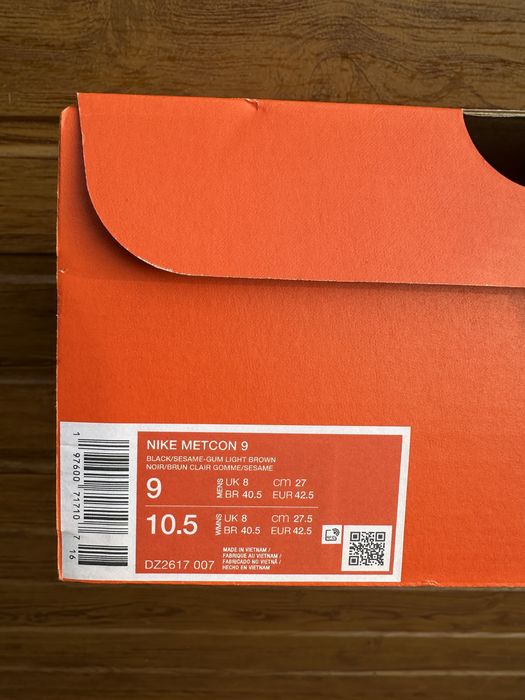 NIKE METCON 9
BLACK/SESAME-GUM LIGHT BROWN
NOIR/BRUN CLAIR GOMME/SESAME
9 MENS UK 8 cm 27
BR 40.5 EUR 42.5
10.5 WMNS UK 8 cm 27.5
BR 40.5 EUR 42.5
MADE IN VIETNAM /
FABRIQUE AU VIETNAM /
FABRICADO NO VIETNÃ /
HECHO EN VIETNAM
DZ2617 007
1 97600 71710 7
16